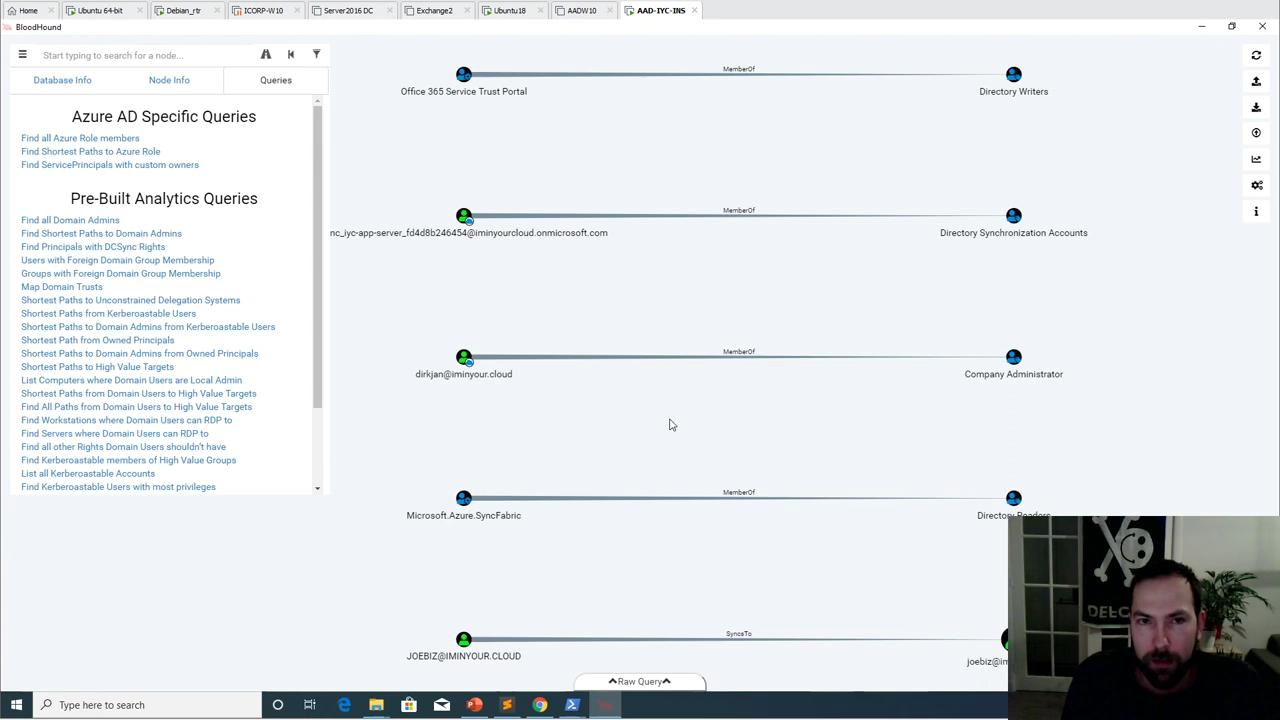 Home
Ubuntu 64-bit
Debian_rtr
ICORP-W10
Server2016 DC
Exchange2
Ubuntu18
AADW10
AAD-IYC-INS
BloodHound
Start typing to search for a node...
Database Info
Node Info
Queries
Azure AD Specific Queries
Find all Azure Role members
Find Shortest Paths to Azure Role
Find ServicePrincipals with custom owners
Pre-Built Analytics Queries
Find all Domain Admins
Find Shortest Paths to Domain Admins
Find Principals with DCSync Rights
Users with Foreign Domain Group Membership
Groups with Foreign Domain Group Membership
Map Domain Trusts
Shortest Paths to Unconstrained Delegation Systems
Shortest Paths from Kerberoastable Users
Shortest Paths to Domain Admins from Kerberoastable Users
Shortest Path from Owned Principals
Shortest Paths to Domain Admins from Owned Principals
Shortest Paths to High Value Targets
List Computers where Domain Users are Local Admin
Shortest Paths from Domain Users to High Value Targets
Find All Paths from Domain Users to High Value Targets
Find Workstations where Domain Users can RDP to
Find Servers where Domain Users can RDP to
Find all other Rights Domain Users shouldn't have
Find Kerberoastable members of High Value Groups
List all Kerberoastable Accounts
Find Kerberoastable Users with most privileges
MemberOf
Office 365 Service Trust Portal
Directory Writers
MemberOf
nc_iyc-app-server_fd4d8b246454@iminyourcloud.onmicrosoft.com
Directory Synchronization Accounts
MemberOf
dirkjan@iminyour.cloud
Company Administrator
MemberOf
Microsoft.Azure.SyncFabric
Directory Readers
SyncsTo
JOEBIZ@IMINYOUR.CLOUD
joebiz@im
Raw Query
Type here to search